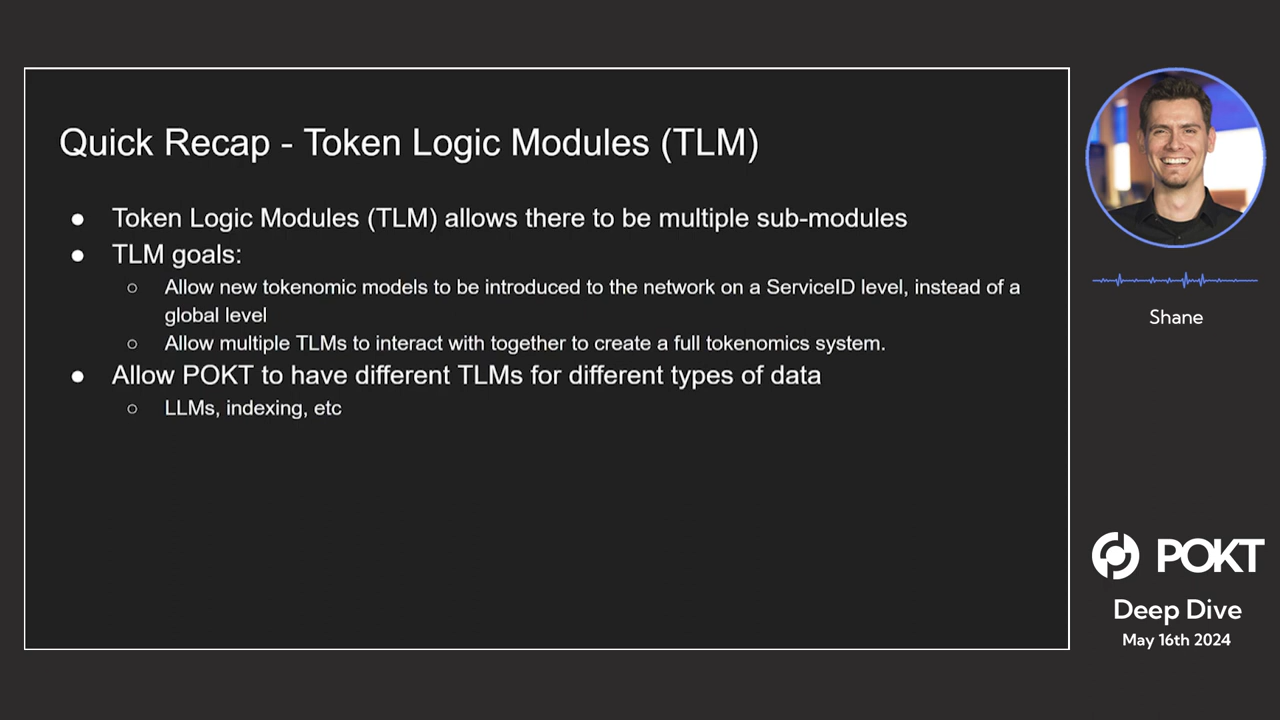 Quick Recap - Token Logic Modules (TLM)
● Token Logic Modules (TLM) allows there to be multiple sub-modules
● TLM goals:
○ Allow new tokenomic models to be introduced to the network on a ServiceID level, instead of a
global level
○ Allow multiple TLMs to interact with together to create a full tokenomics system.
● Allow POKT to have different TLMs for different types of data
○ LLMs, indexing, etc
Shane
POKT
Deep Dive
May 16th 2024